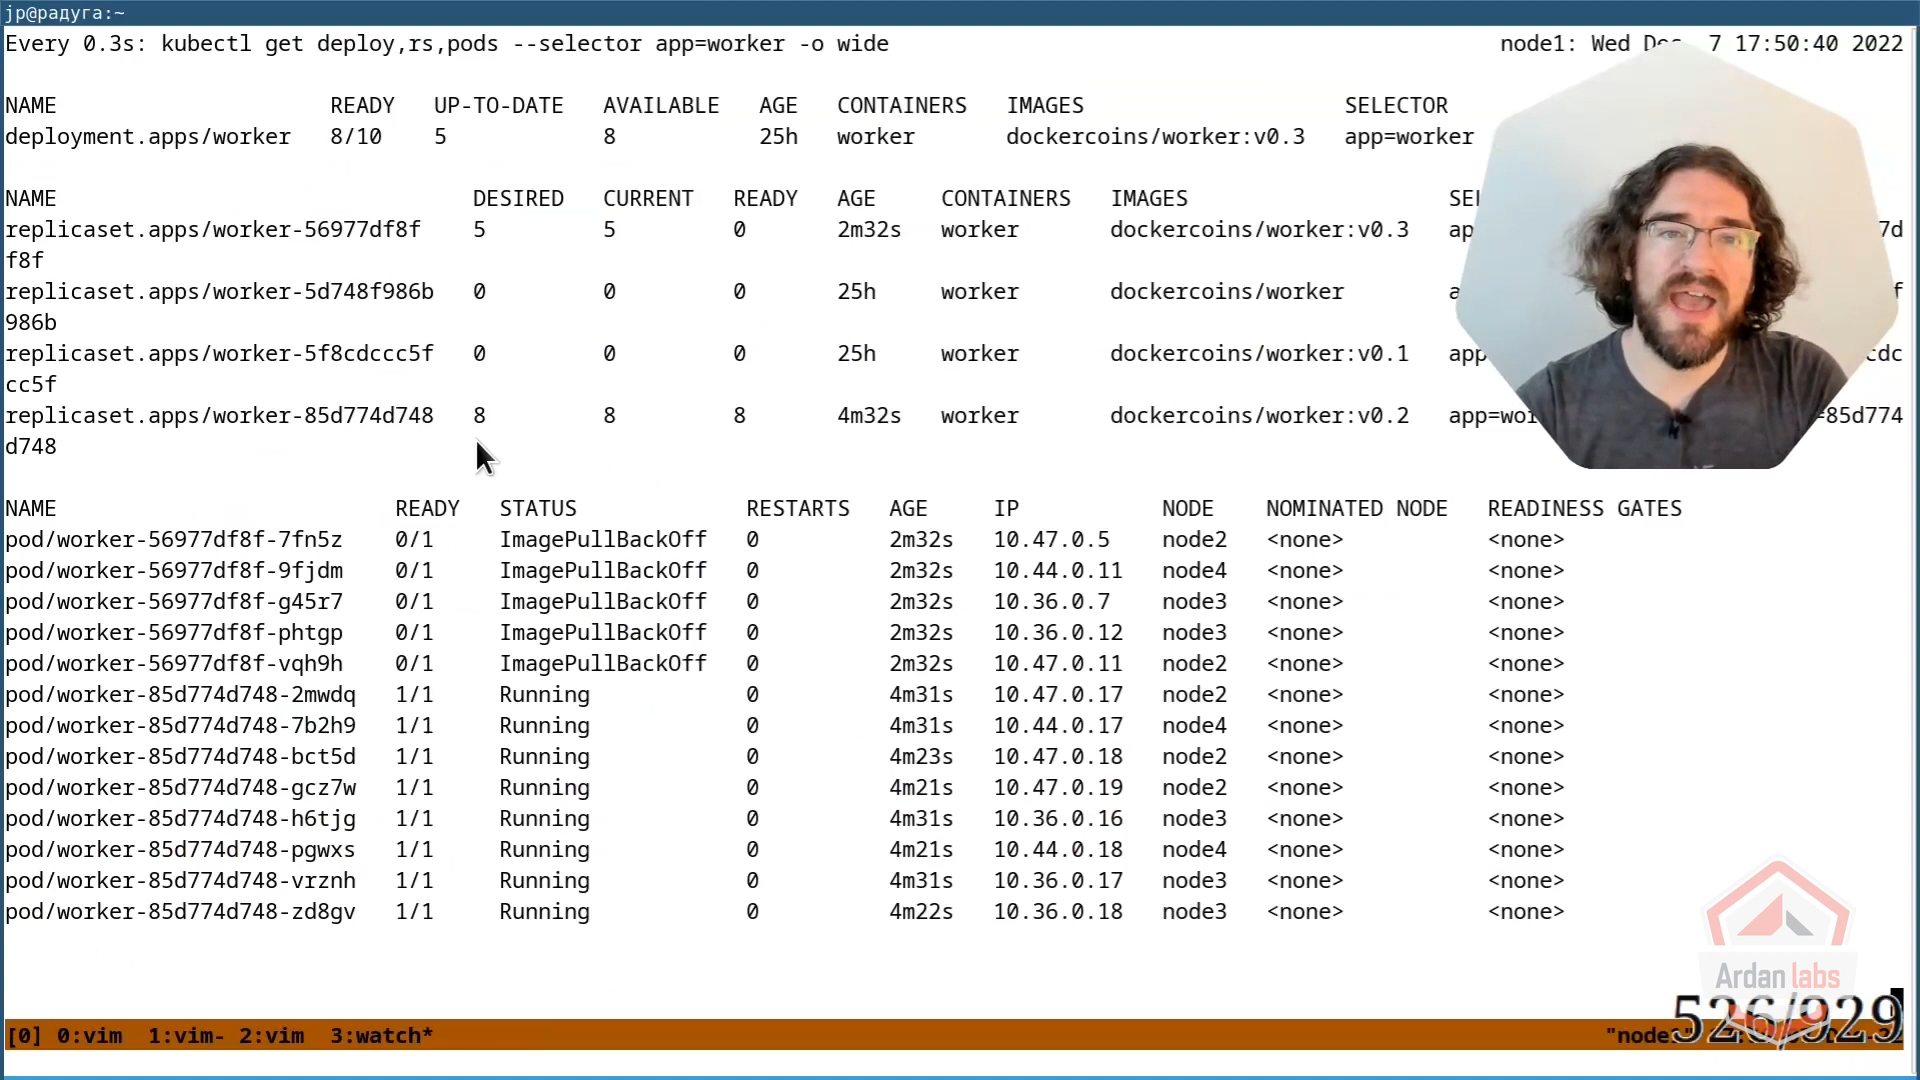 jp@радуга:~
Every 0.3s: kubectl get deploy,rs,pods --selector app=worker -o wide node1: Wed De 7 17:50:40 2022
NAME READY UP-TO-DATE AVAILABLE AGE CONTAINERS IMAGES SELECTOR
deployment.apps/worker 8/10 5 8 25h worker dockercoins/worker:v0.3 app=worker
NAME DESIRED CURRENT READY AGE CONTAINERS IMAGES
replicaset.apps/worker-56977df8f 5 5 0 2m32s worker dockercoins/worker:v0.3 ap 7d
f8f
replicaset.apps/worker-5d748f986b 0 0 0 25h worker dockercoins/worker a f
986b
replicaset.apps/worker-5f8cdccc5f 0 0 0 25h worker dockercoins/worker:v0.1 app cdc
cc5f
replicaset.apps/worker-85d774d748 8 8 8 4m32s worker dockercoins/worker:v0.2 app=wor =85d774
d748
NAME READY STATUS RESTARTS AGE IP NODE NOMINATED NODE READINESS GATES
pod/worker-56977df8f-7fn5z 0/1 ImagePullBackOff 0 2m32s 10.47.0.5 node2 <none> <none>
pod/worker-56977df8f-9fjdm 0/1 ImagePullBackOff 0 2m32s 10.44.0.11 node4 <none> <none>
pod/worker-56977df8f-g45r7 0/1 ImagePullBackOff 0 2m32s 10.36.0.7 node3 <none> <none>
pod/worker-56977df8f-phtgp 0/1 ImagePullBackOff 0 2m32s 10.36.0.12 node3 <none> <none>
pod/worker-56977df8f-vqh9h 0/1 ImagePullBackOff 0 2m32s 10.47.0.11 node2 <none> <none>
pod/worker-85d774d748-2mwdq 1/1 Running 0 4m31s 10.47.0.17 node2 <none> <none>
pod/worker-85d774d748-7b2h9 1/1 Running 0 4m31s 10.44.0.17 node4 <none> <none>
pod/worker-85d774d748-bct5d 1/1 Running 0 4m23s 10.47.0.18 node2 <none> <none>
pod/worker-85d774d748-gcz7w 1/1 Running 0 4m21s 10.47.0.19 node2 <none> <none>
pod/worker-85d774d748-h6tjg 1/1 Running 0 4m31s 10.36.0.16 node3 <none> <none>
pod/worker-85d774d748-pgwxs 1/1 Running 0 4m21s 10.44.0.18 node4 <none> <none>
pod/worker-85d774d748-vrznh 1/1 Running 0 4m31s 10.36.0.17 node3 <none> <none>
pod/worker-85d774d748-zd8gv 1/1 Running 0 4m22s 10.36.0.18 node3 <none> <none>
Ardan labs
526/929
[0] 0:vim 1:vim- 2:vim 3:watch* "node1"